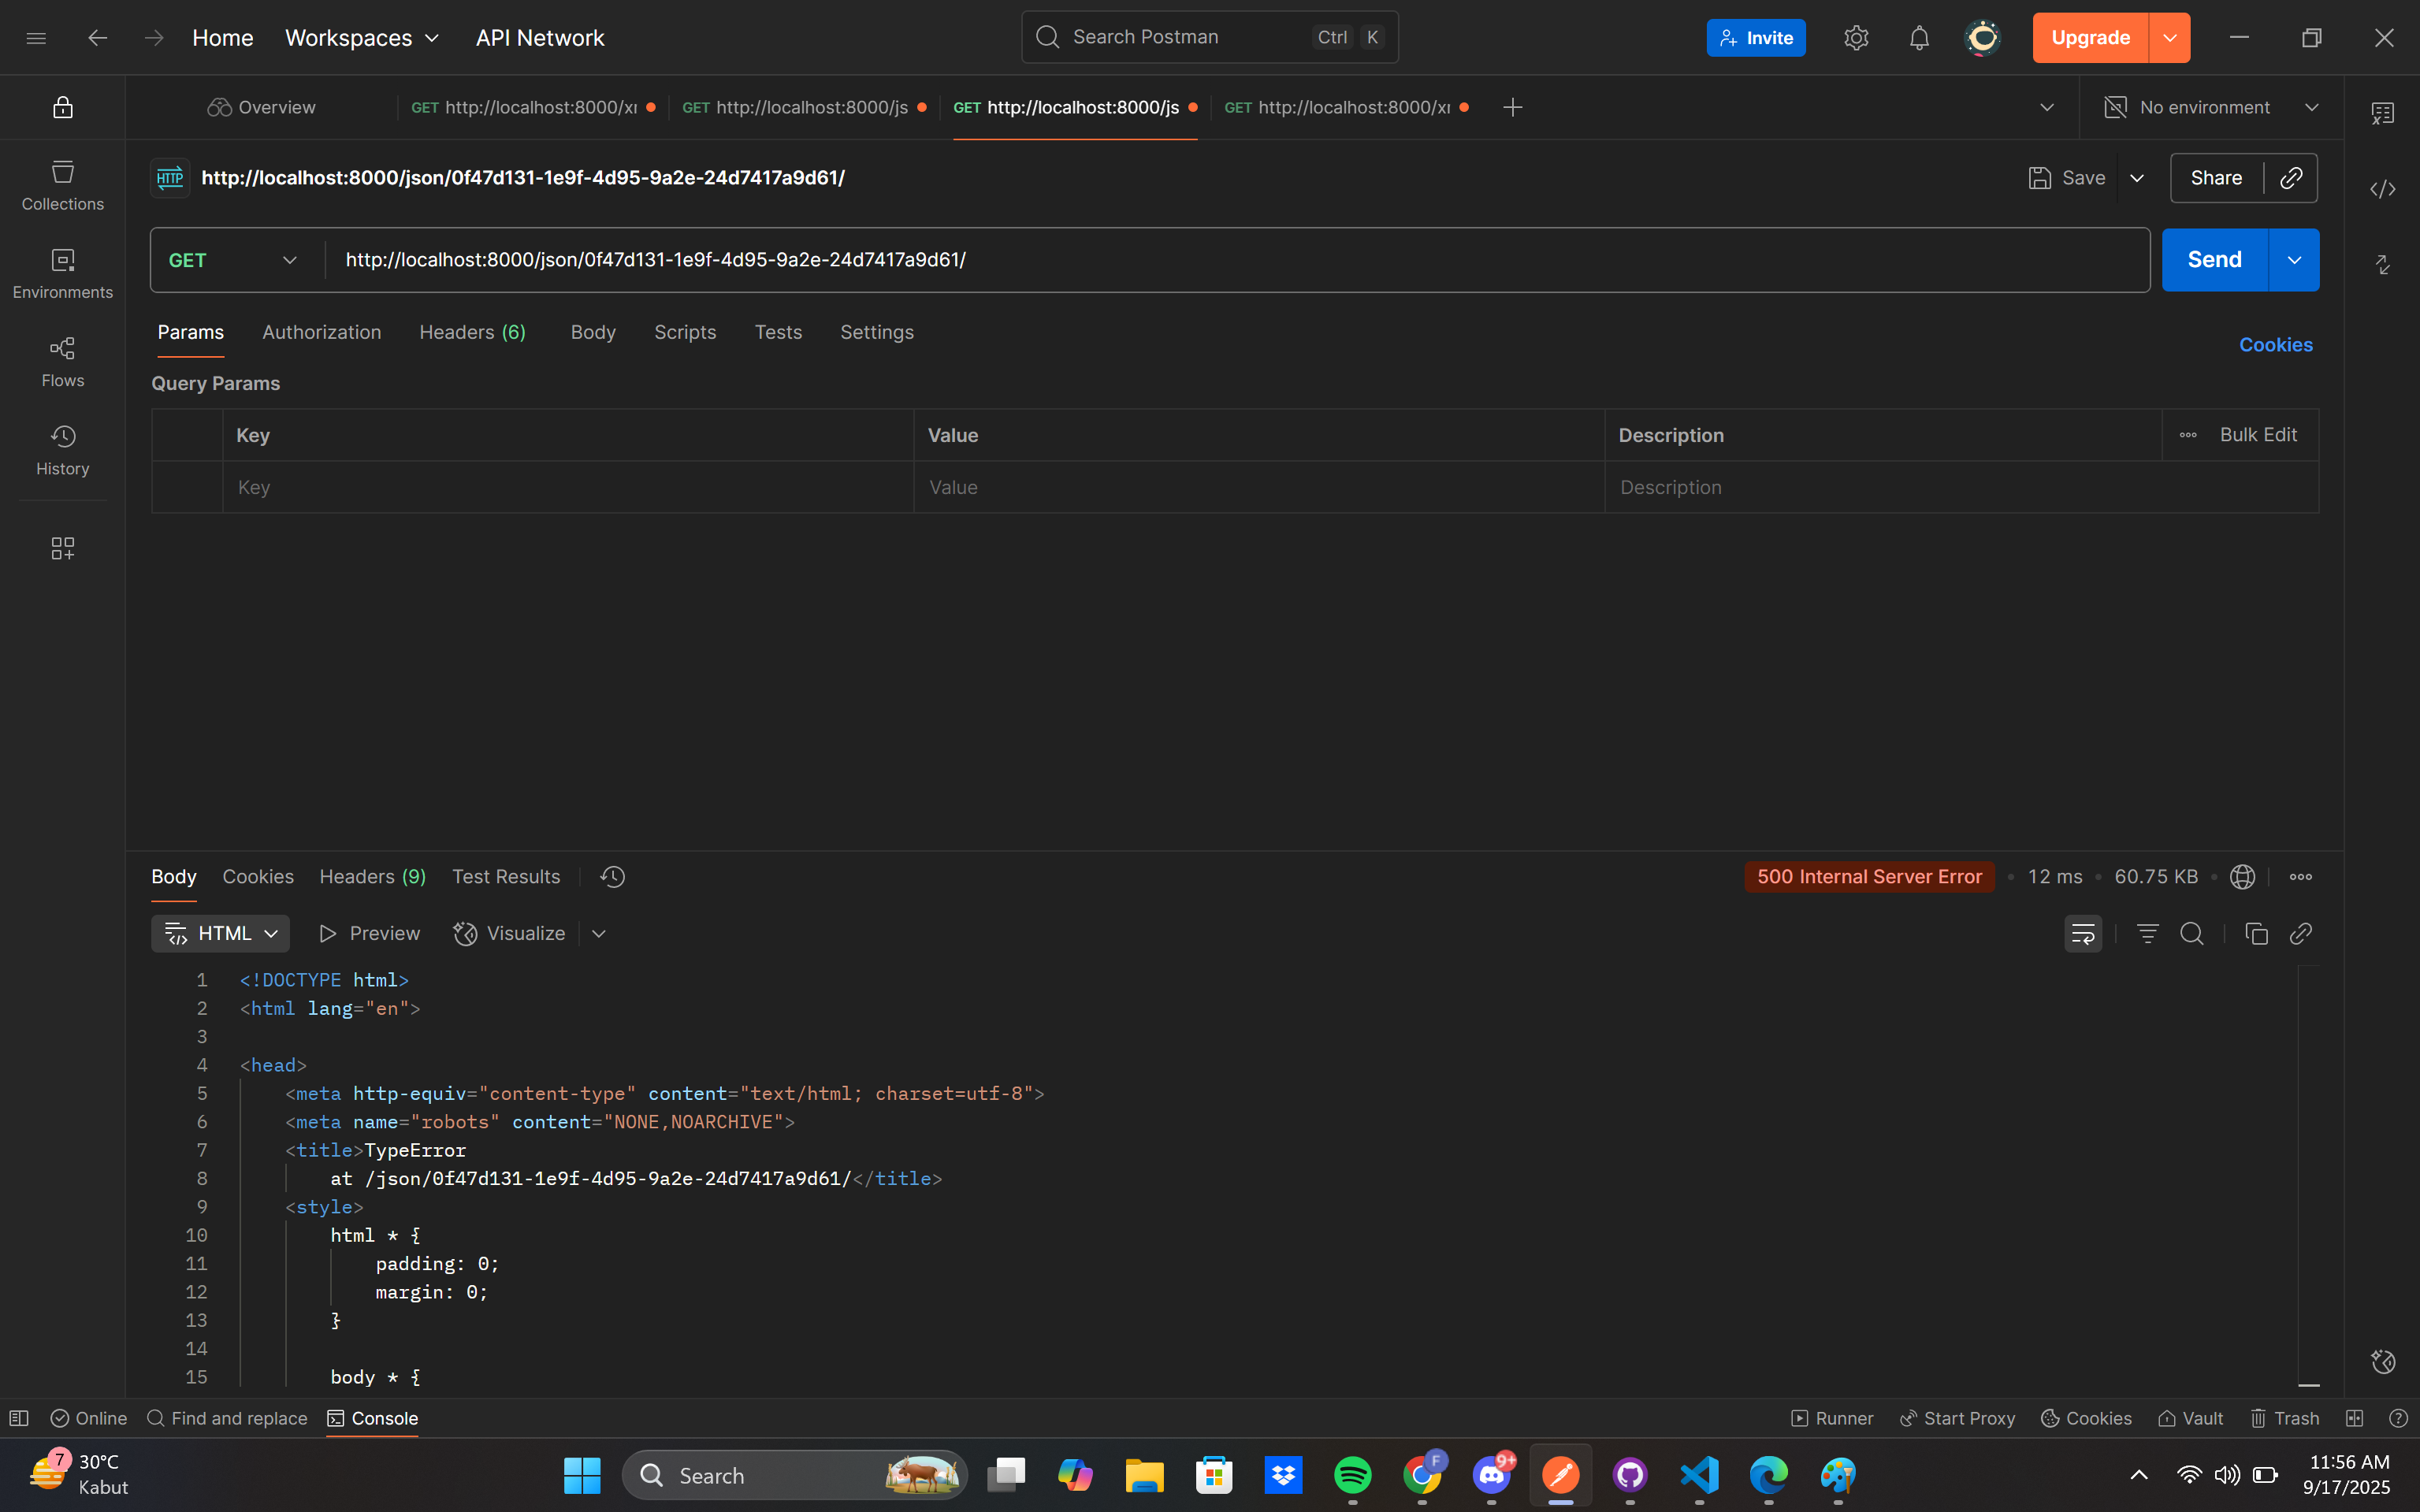 Home Workspaces API Network Search Postman Ctrl K Invite Upgrade
Overview GET http://localhost:8000/xr GET http://localhost:8000/js GET http://localhost:8000/js GET http://localhost:8000/xr No environment
HTTP http://localhost:8000/json/0f47d131-1e9f-4d95-9a2e-24d7417a9d61/ Save Share
Collections
Environments
Flows
History
GET http://localhost:8000/json/0f47d131-1e9f-4d95-9a2e-24d7417a9d61/ Send
Params Authorization Headers (6) Body Scripts Tests Settings Cookies
Query Params
Key Value Description Bulk Edit
Key Value Description
Body Cookies Headers (9) Test Results 500 Internal Server Error 12 ms 60.75 KB
HTML Preview Visualize
1 <!DOCTYPE html>
2 <html lang="en">
3
4 <head>
5 <meta http-equiv="content-type" content="text/html; charset=utf-8">
6 <meta name="robots" content="NONE,NOARCHIVE">
7 <title>TypeError
8 at /json/0f47d131-1e9f-4d95-9a2e-24d7417a9d61/</title>
9 <style>
10 html * {
11 padding: 0;
12 margin: 0;
13 }
14
15 body * {
Online Find and replace Console Runner Start Proxy Cookies Vault Trash
7 30°C
Kabut
Search
F
9+
11:56 AM
9/17/2025